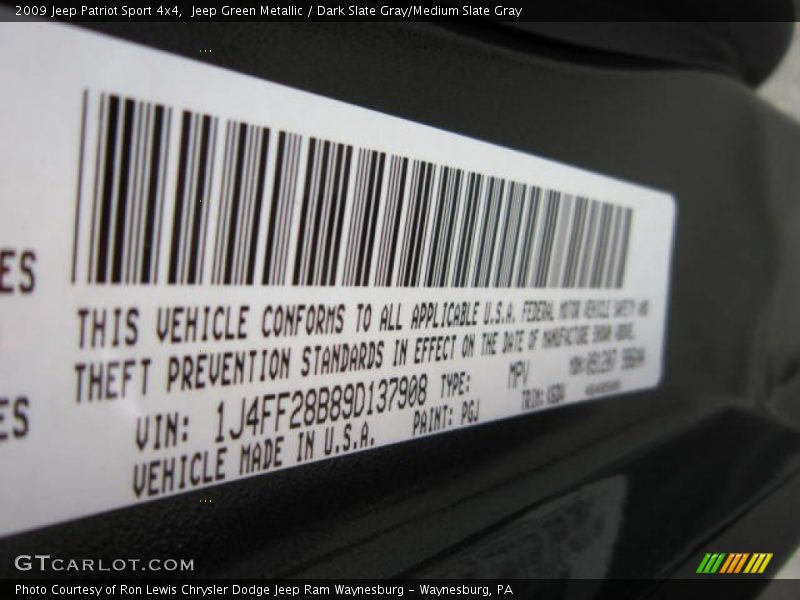 2009 Jeep Patriot Sport 4x4, Jeep Green Metallic / Dark Slate Gray/Medium Slate Gray
ES
THIS VEHICLE CONFORMS TO ALL APPLICABLE U.S.A. FEDERAL MOTOR VEHICLE SAFETY AND
THEFT PREVENTION STANDARDS IN EFFECT ON THE DATE OF MANUFACTURE SHOWN ABOVE.
ES
VIN: 1J4FF28B89D137908 TYPE: MPV
VEHICLE MADE IN U.S.A. PAINT: PGJ TRIM:
GTCARLOT.COM
Photo Courtesy of Ron Lewis Chrysler Dodge Jeep Ram Waynesburg – Waynesburg, PA